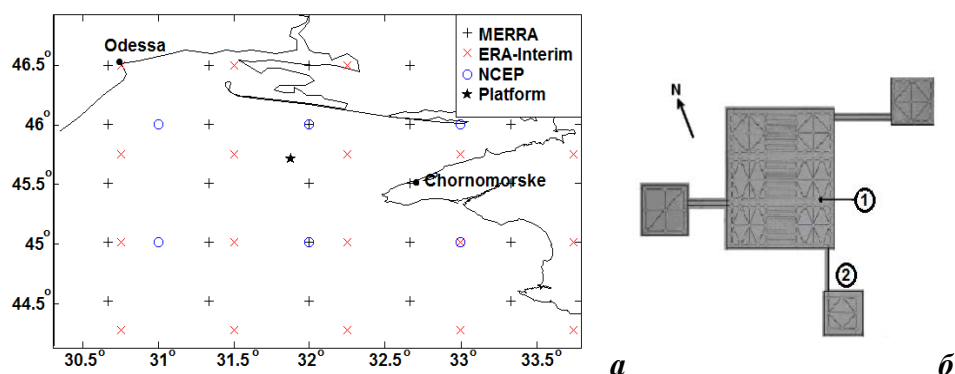 Odessa
MERRA
ERA-Interim
NCEP
Platform
Chornomorske
46.5°
46°
45.5°
45°
44.5°
30.5° 31° 31.5° 32° 32.5° 33° 33.5°
а
N
1
2
б